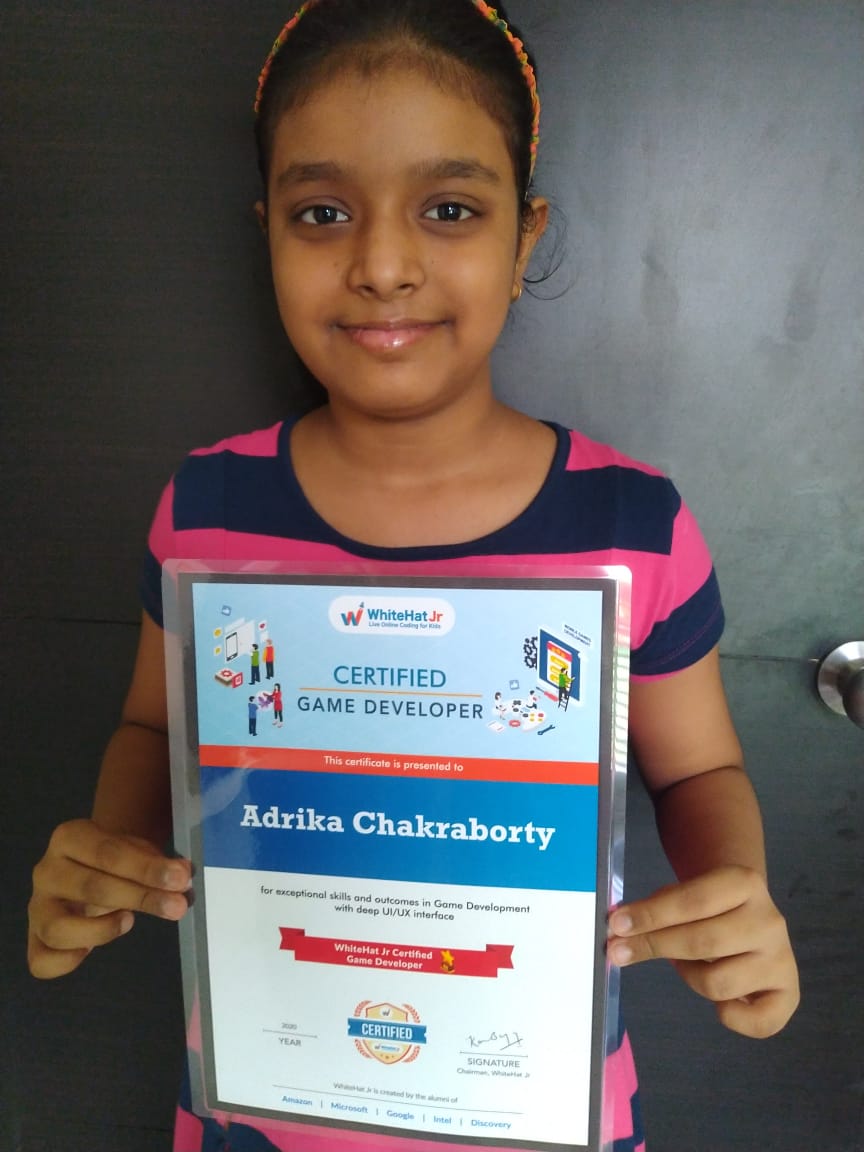 WhiteHat Jr
Live Online Coding for Kids
CERTIFIED
GAME DEVELOPER
This certificate is presented to
Adrika Chakraborty
for exceptional skills and outcomes in Game Development
with deep UI/UX interface
WhiteHat Jr Certified
Game Developer
2020
YEAR
CERTIFIED
SIGNATURE
Chairman, WhiteHat Jr
WhiteHat Jr is created by the alumni of
Amazon | Microsoft | Google | Intel | Discovery